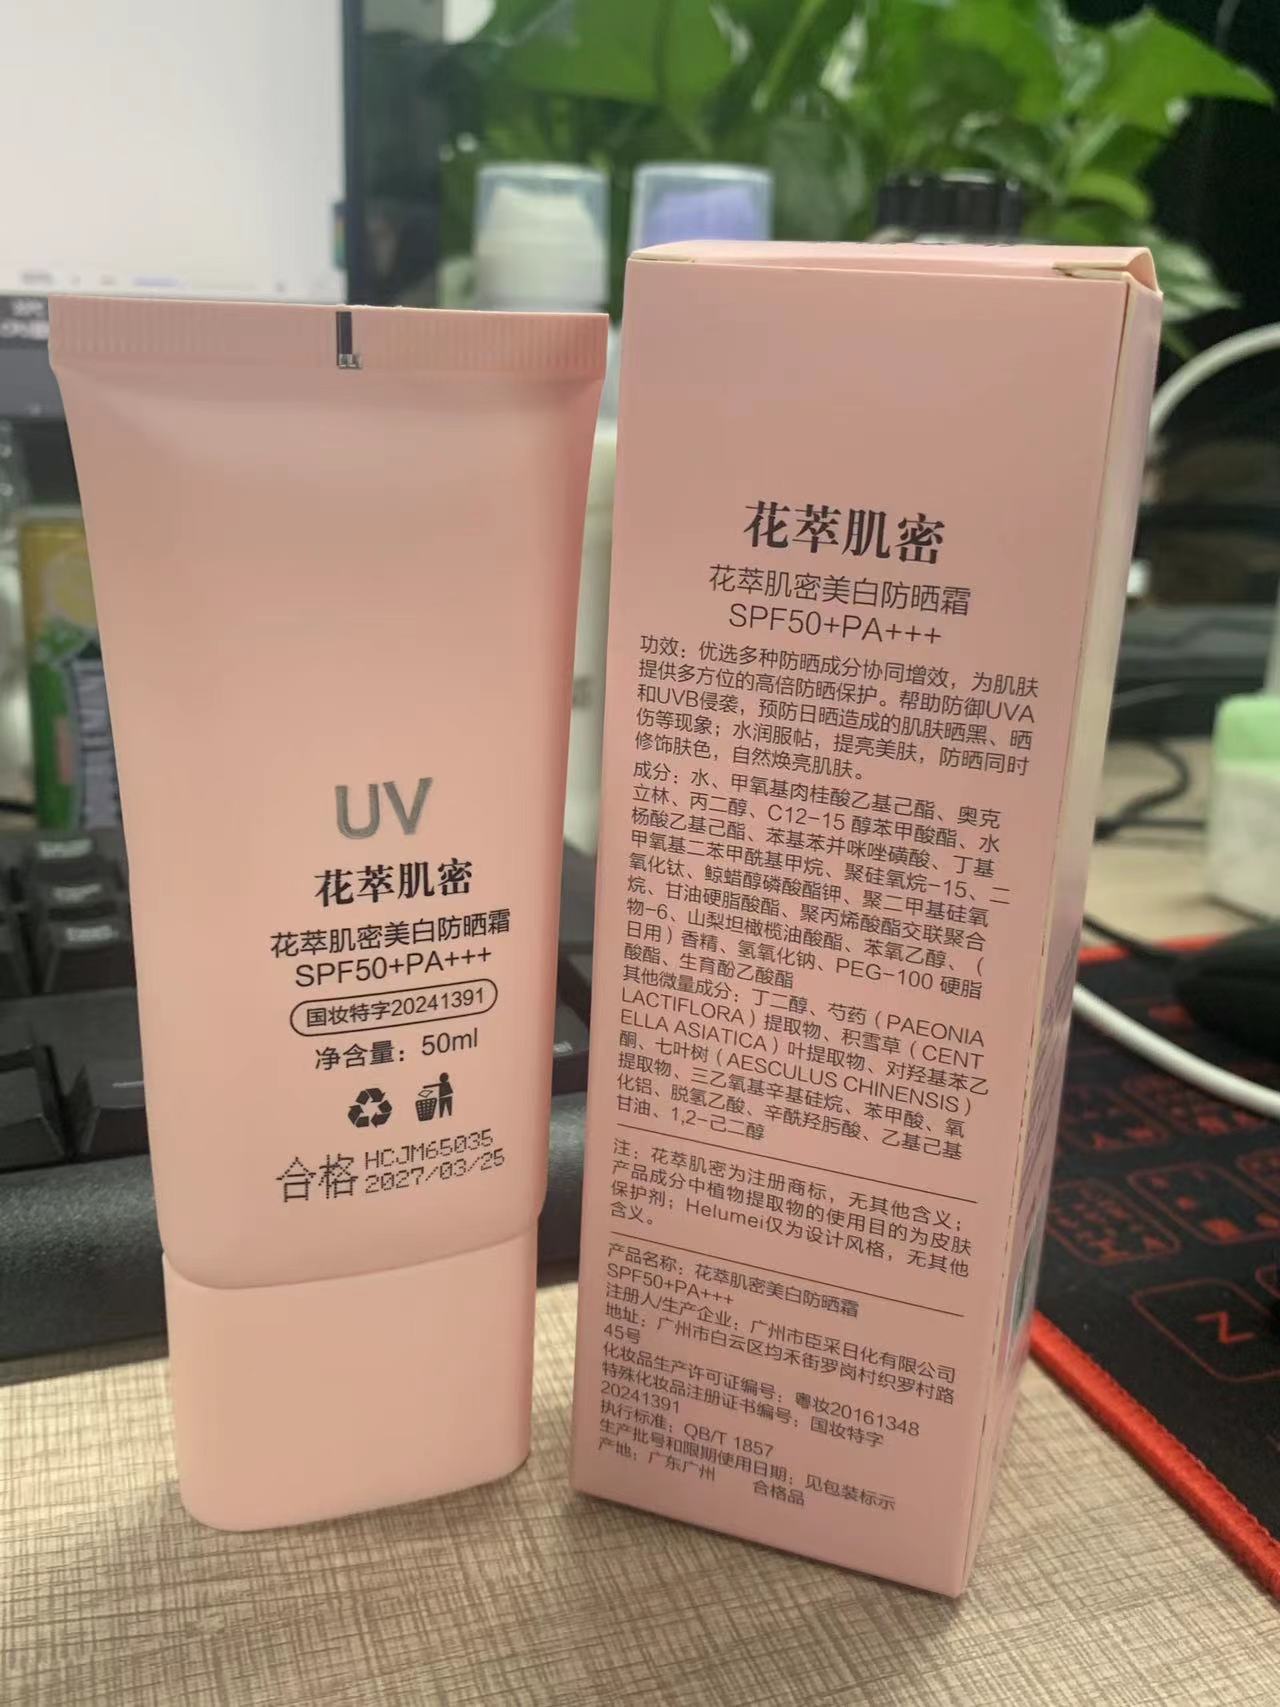 UV
花萃肌密
花萃肌密美白防晒霜
SPF50+PA+++
国妆特字20241391
净含量：50ml
合格
HCJM65035
2027/03/25
花萃肌密
花萃肌密美白防晒霜
SPF50+PA+++
功效：优选多种防晒成分协同增效，为肌肤
提供多方位的高倍防晒保护。帮助防御UVA
和UVB侵袭，预防日晒造成的肌肤晒黑、晒
伤等现象；水润服帖，提亮美肤，防晒同时
修饰肤色，自然焕亮肌肤。
成分：水、甲氧基肉桂酸乙基己酯、奥克
立林、丙二醇、C12-15 醇苯甲酸酯、水
杨酸乙基己酯、苯基苯并咪唑磺酸、丁基
甲氧基二苯甲酰基甲烷、聚硅氧烷-15、二
氧化钛、鲸蜡醇磷酸酯钾、聚二甲基硅氧
烷、甘油硬脂酸酯、聚丙烯酸酯交联聚合
物-6、山梨坦橄榄油酸酯、苯氧乙醇、（
日用）香精、氢氧化钠、PEG-100 硬脂
酸酯、生育酚乙酸酯
其他微量成分：丁二醇、芍药（PAEONIA
LACTIFLORA）提取物、积雪草（CENT
ELLA ASIATICA）叶提取物、对羟基苯乙
酮、七叶树（AESCULUS CHINENSIS）
提取物、三乙氧基辛基硅烷、苯甲酸、氧
化铝、脱氢乙酸、辛酰羟肟酸、乙基己基
甘油、1,2-己二醇
注：花萃肌密为注册商标，无其他含义；
产品成分中植物提取物的使用目的为皮肤
保护剂；Helumei仅为设计风格，无其他
含义。
产品名称：花萃肌密美白防晒霜
SPF50+PA+++
注册人/生产企业：广州市臣采日化有限公司
地址：广州市白云区均禾街罗岗村织罗村路
45号
化妆品生产许可证编号：粤妆20161348
特殊化妆品注册证书编号：国妆特字
20241391
执行标准：QB/T 1857
生产批号和限期使用日期：见包装标示
产地：广东广州
合格品